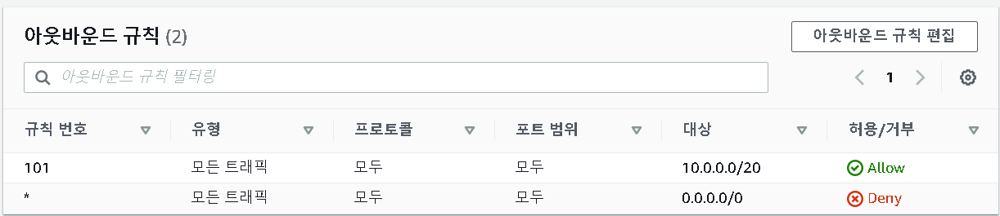 아웃바운드 규칙 (2)
아웃바운드 규칙 편집
아웃바운드 규칙 필터링
1
규칙 번호 유형 프로토콜 포트 범위 대상 허용/거부
101 모든 트래픽 모두 모두 10.0.0.0/20 Allow
* 모든 트래픽 모두 모두 0.0.0.0/0 Deny